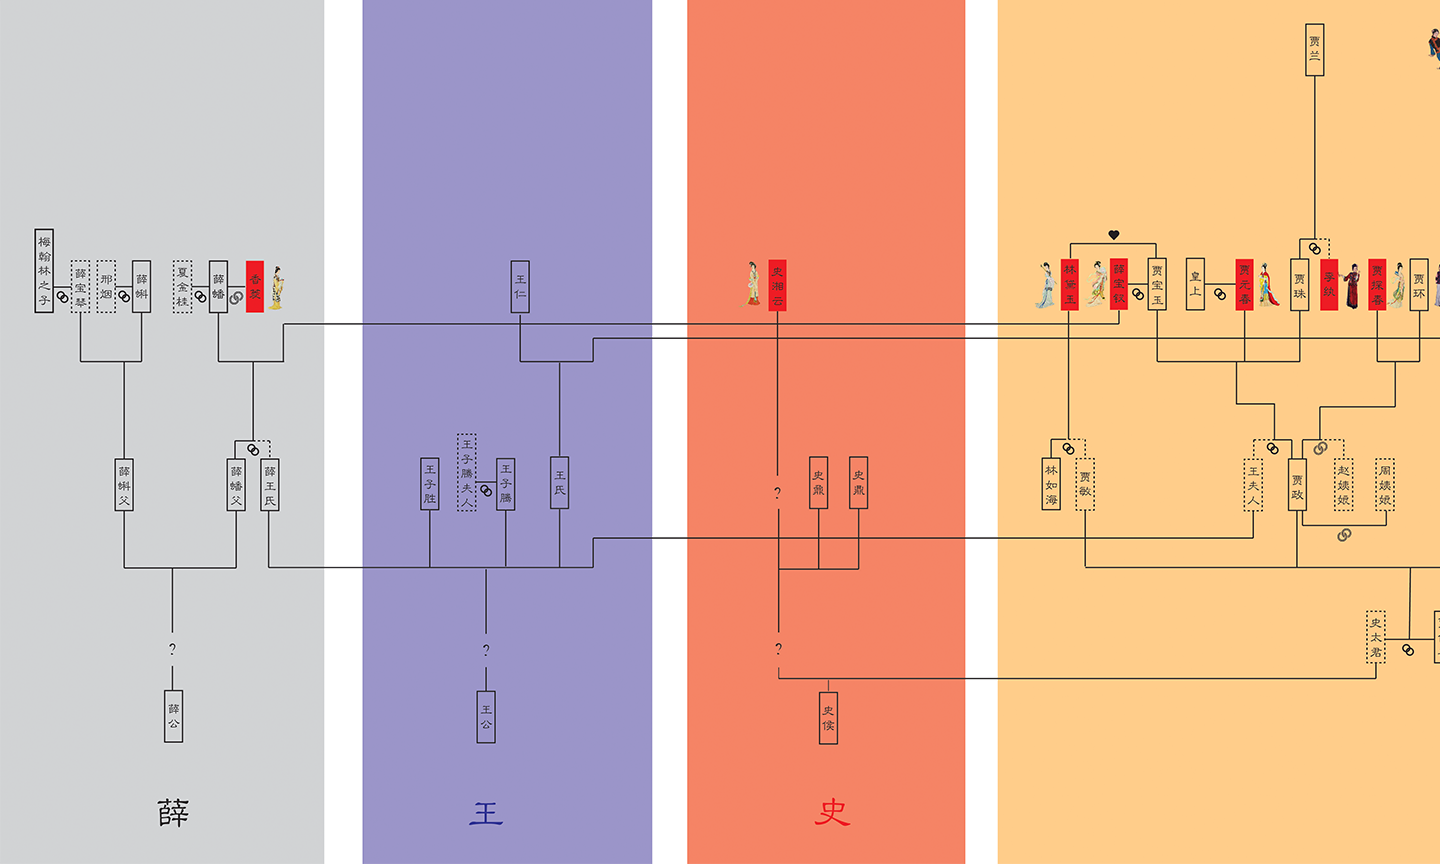 贾兰
梅翰林之子
薛宝琴
邢烟
薛蝌
夏金桂
薛蟠
香菱
王仁
史湘云
林黛玉
薛宝钗
贾宝玉
皇上
贾元春
贾珠
李纨
贾探春
贾环
薛蝌父
薛蟠父
薛王氏
王子胜
王子腾夫人
王子腾
王氏
?
史鼐
史鼎
林如海
贾敏
王夫人
贾政
赵姨娘
周姨娘
?
?
?
史太君
薛公
王公
史侯
薛
王
史